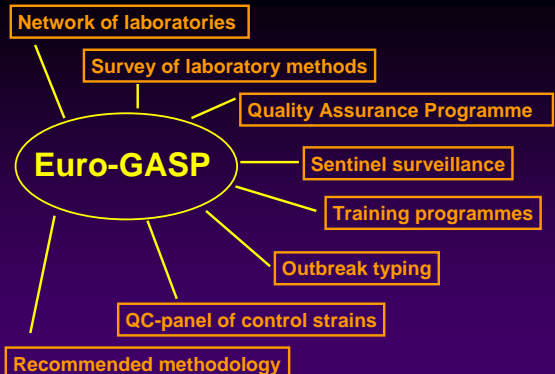 Network of laboratories
Survey of laboratory methods
Quality Assurance Programme
Euro-GASP
Sentinel surveillance
Training programmes
Outbreak typing
QC-panel of control strains
Recommended methodology